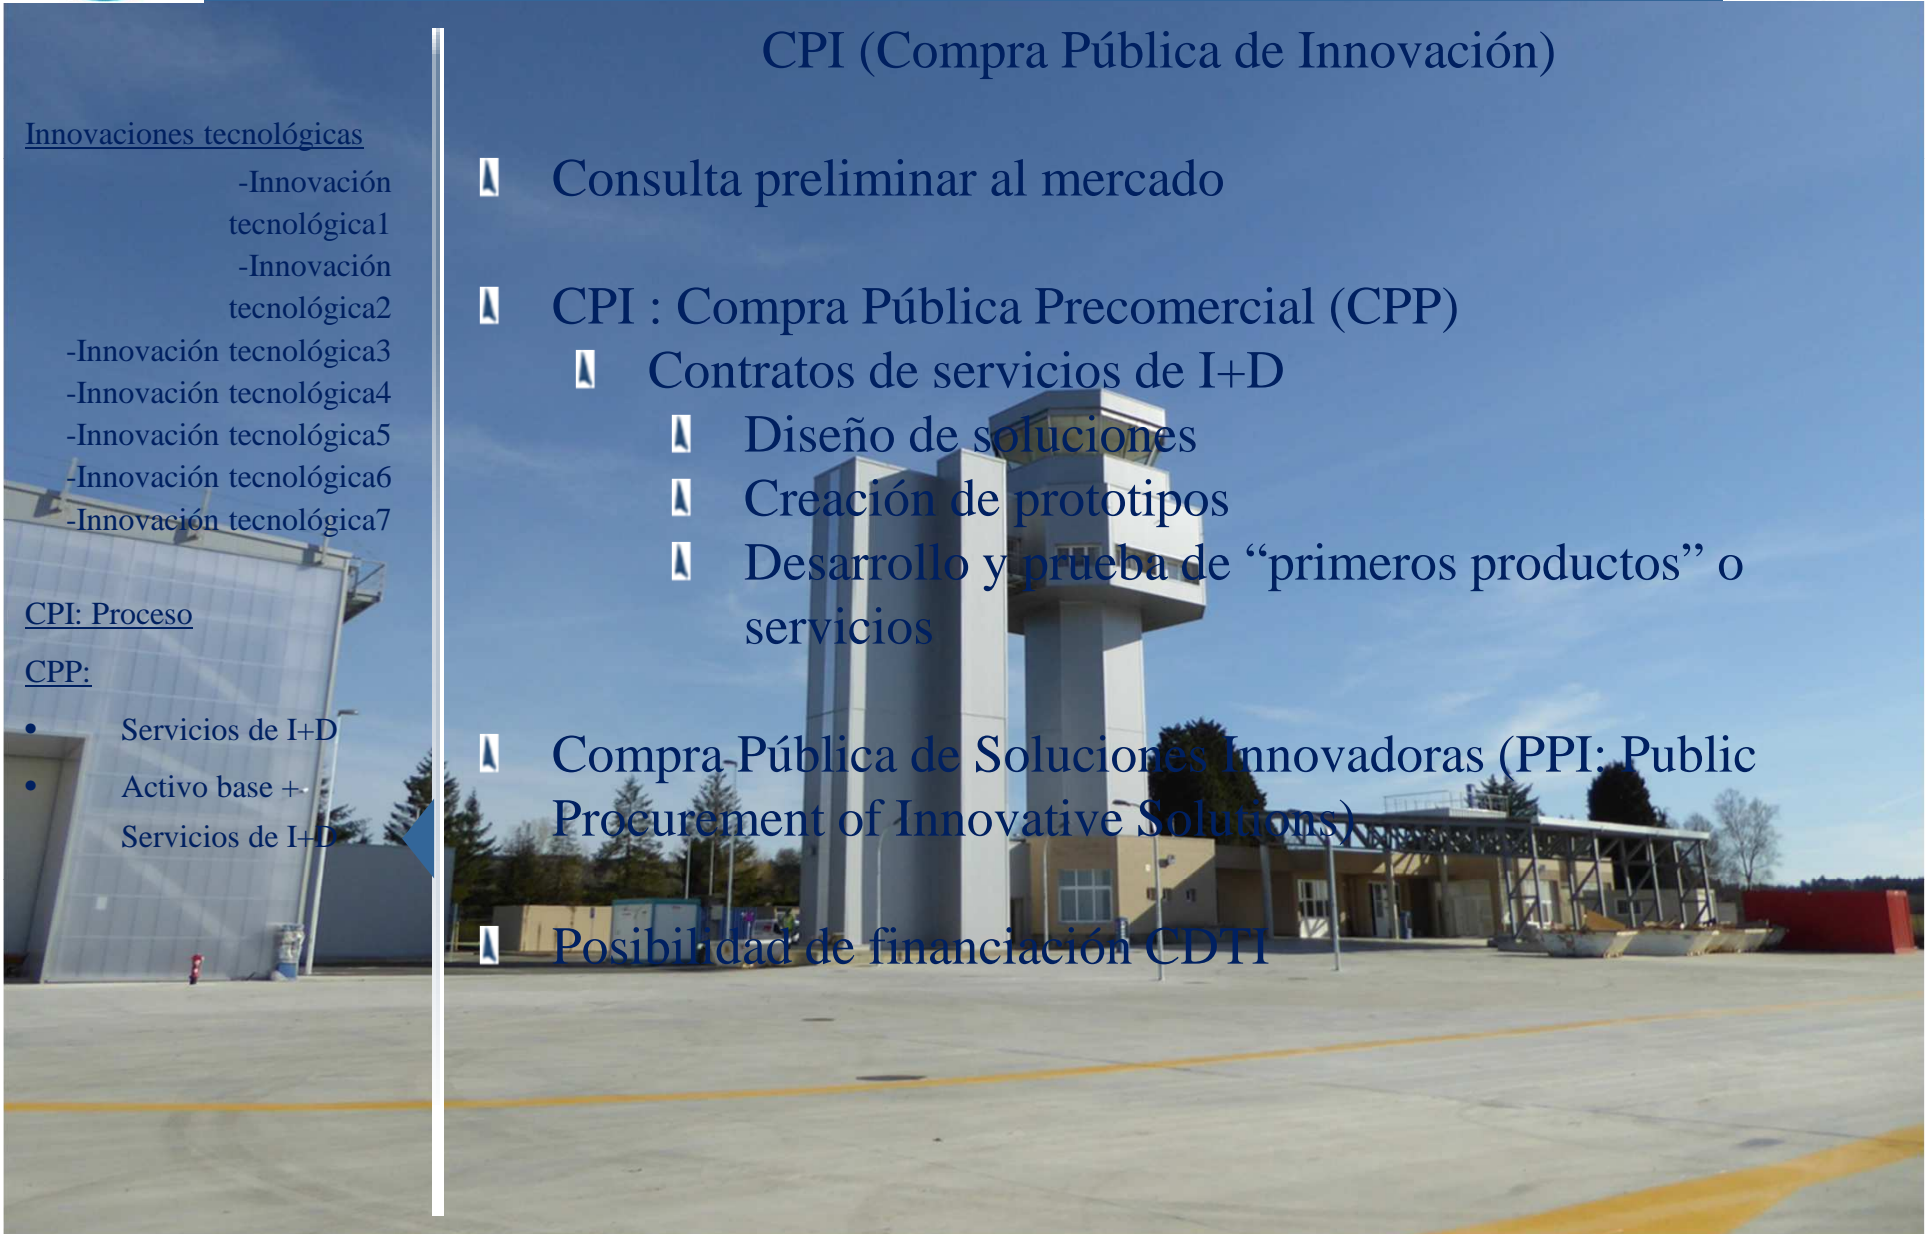 CPI (Compra Pública de Innovación)
Innovaciones tecnológicas
-Innovación
tecnológica1
-Innovación
tecnológica2
-Innovación tecnológica3
-Innovación tecnológica4
-Innovación tecnológica5
-Innovación tecnológica6
-Innovación tecnológica7
CPI: Proceso
CPP:
• Servicios de I+D
• Activo base +
Servicios de I+D
Consulta preliminar al mercado
CPI : Compra Pública Precomercial (CPP)
Contratos de servicios de I+D
Diseño de soluciones
Creación de prototipos
Desarrollo y prueba de “primeros productos” o
servicios
Compra Pública de Soluciones Innovadoras (PPI: Public
Procurement of Innovative Solutions)
Posibilidad de financiación CDTI